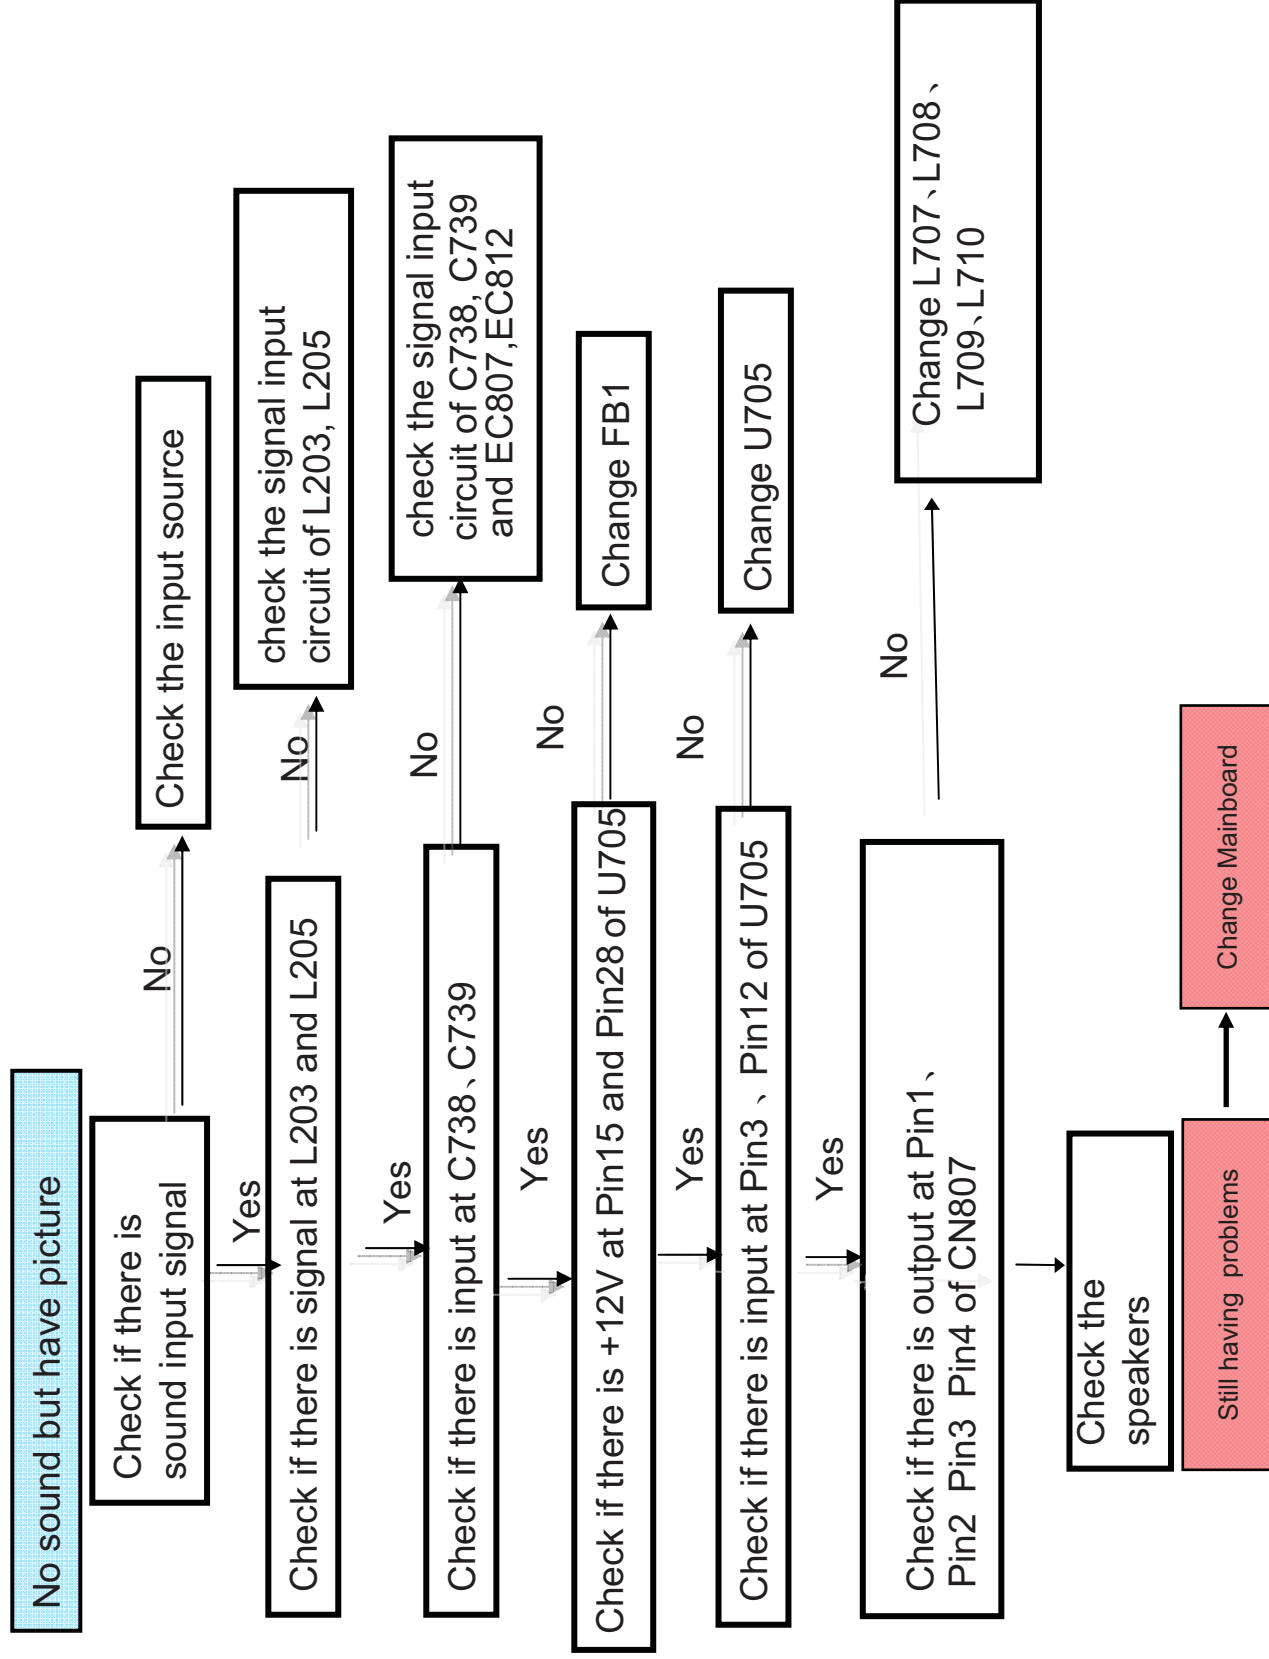 No sound but have picture
Check if there is
sound input signal
No
Check the input source
Yes
Check if there is signal at L203 and L205
No
check the signal input
circuit of L203, L205
Yes
Check if there is input at C738、C739
No
check the signal input
circuit of C738, C739
and EC807,EC812
Yes
Check if there is +12V at Pin15 and Pin28 of U705
No
Change FB1
Yes
Check if there is input at Pin3 、Pin12 of U705
No
Change U705
Yes
Check if there is output at Pin1、
Pin2 Pin3 Pin4 of CN807
No
Change L707、L708、
L709、L710
Check the
speakers
Still having problems
Change Mainboard